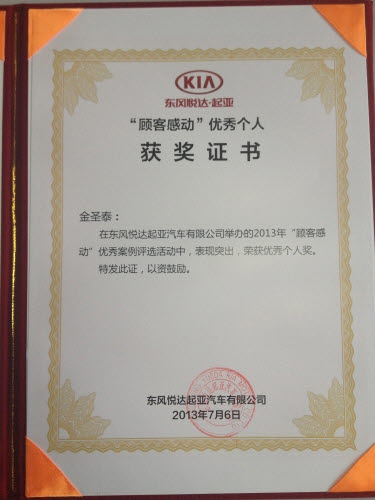 KIA
东风悦达·起亚
“顾客感动”优秀个人
获奖证书
金圣泰：
在东风悦达起亚汽车有限公司举办的2013年“顾客感
动”优秀案例评选活动中，表现突出，荣获优秀个人奖。
特发此证，以资鼓励。
东风悦达起亚汽车有限公司
2013年7月6日